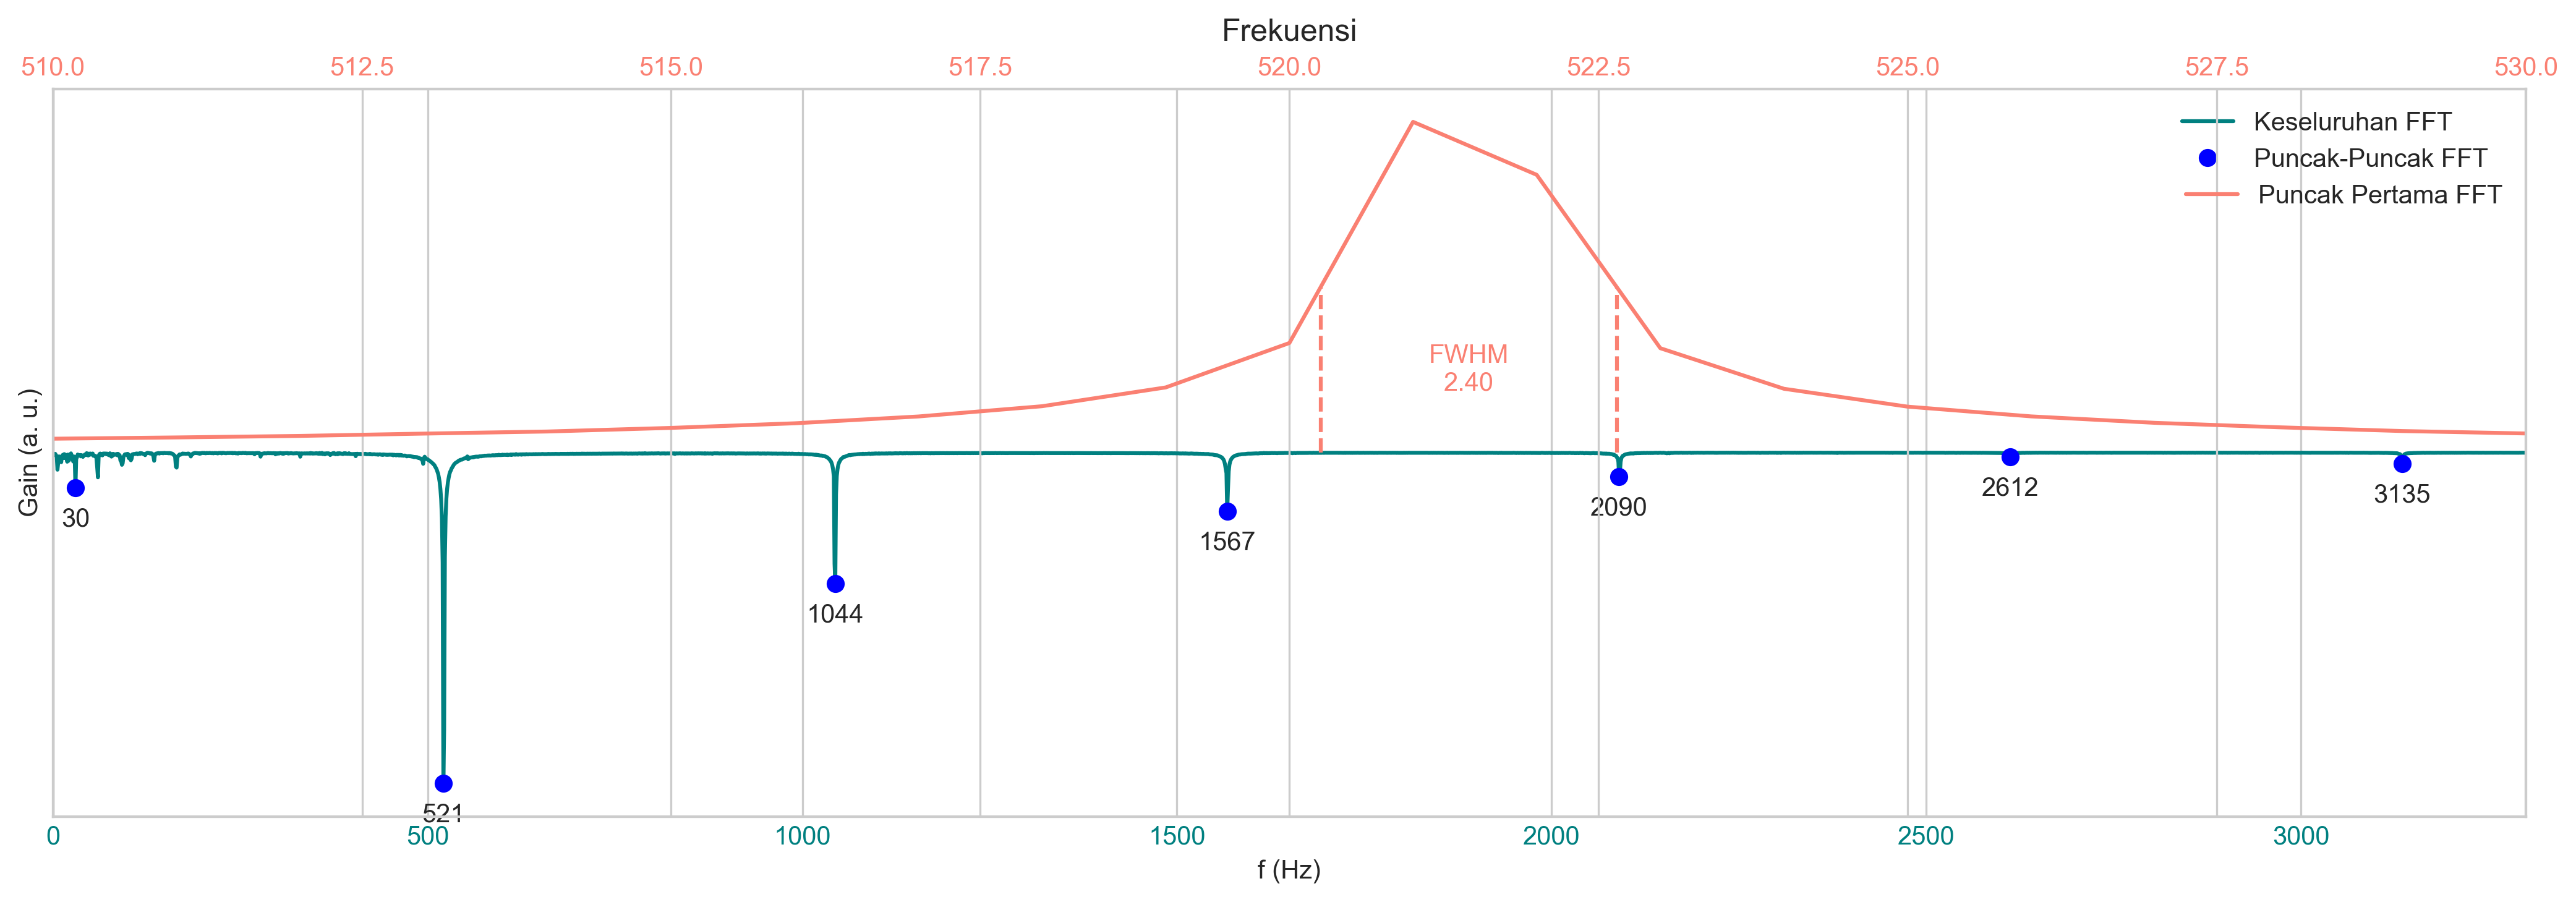 Frekuensi
510.0 512.5 515.0 517.5 520.0 522.5 525.0 527.5 530.0
Keseluruhan FFT
Puncak-Puncak FFT
Puncak Pertama FFT
FWHM
2.40
Gain (a. u.)
30
521
1044
1567
2090
2612
3135
0 500 1000 1500 2000 2500 3000
f (Hz)